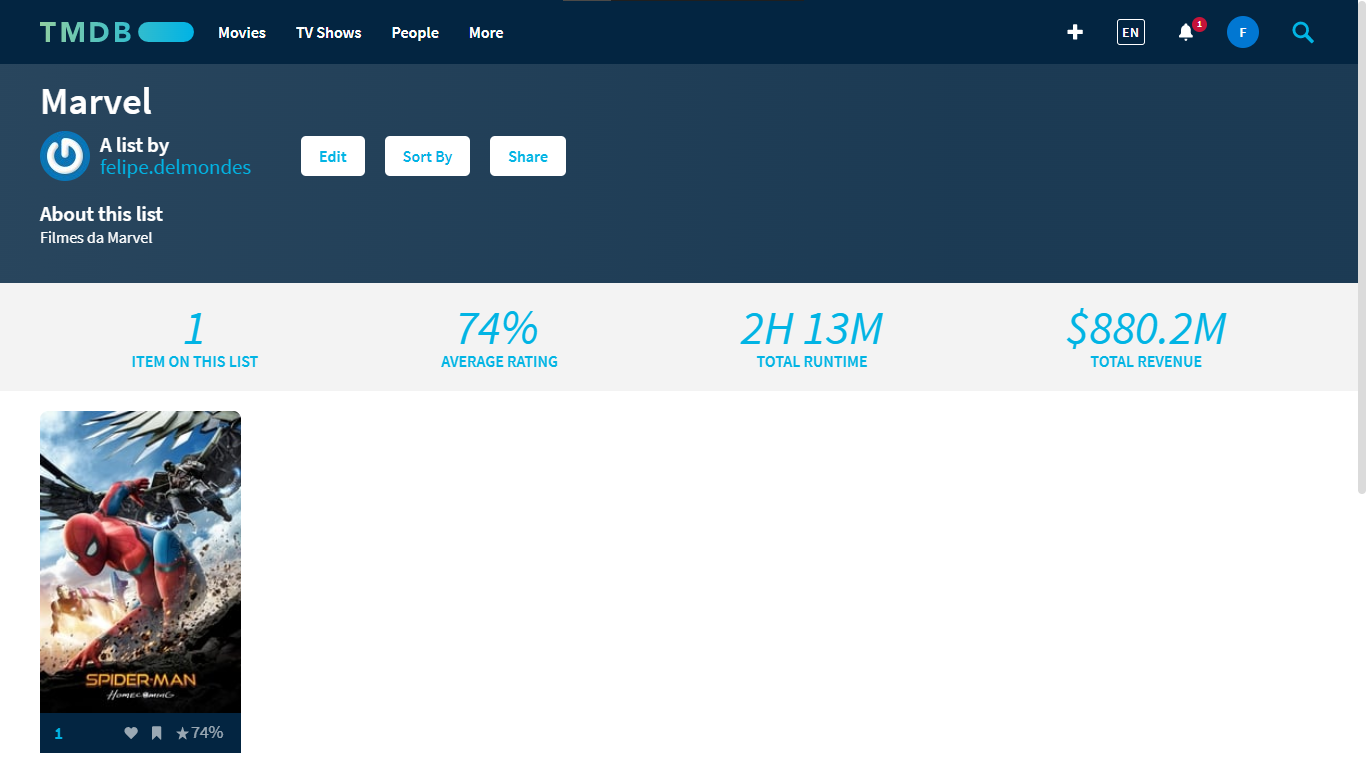 TMDB Movies TV Shows People More EN 1 F
Marvel
A list by
felipe.delmondes
Edit Sort By Share
About this list
Filmes da Marvel
1 74% 2H 13M $880.2M
ITEM ON THIS LIST AVERAGE RATING TOTAL RUNTIME TOTAL REVENUE
SPIDER-MAN
HOMECOMING
1 74%